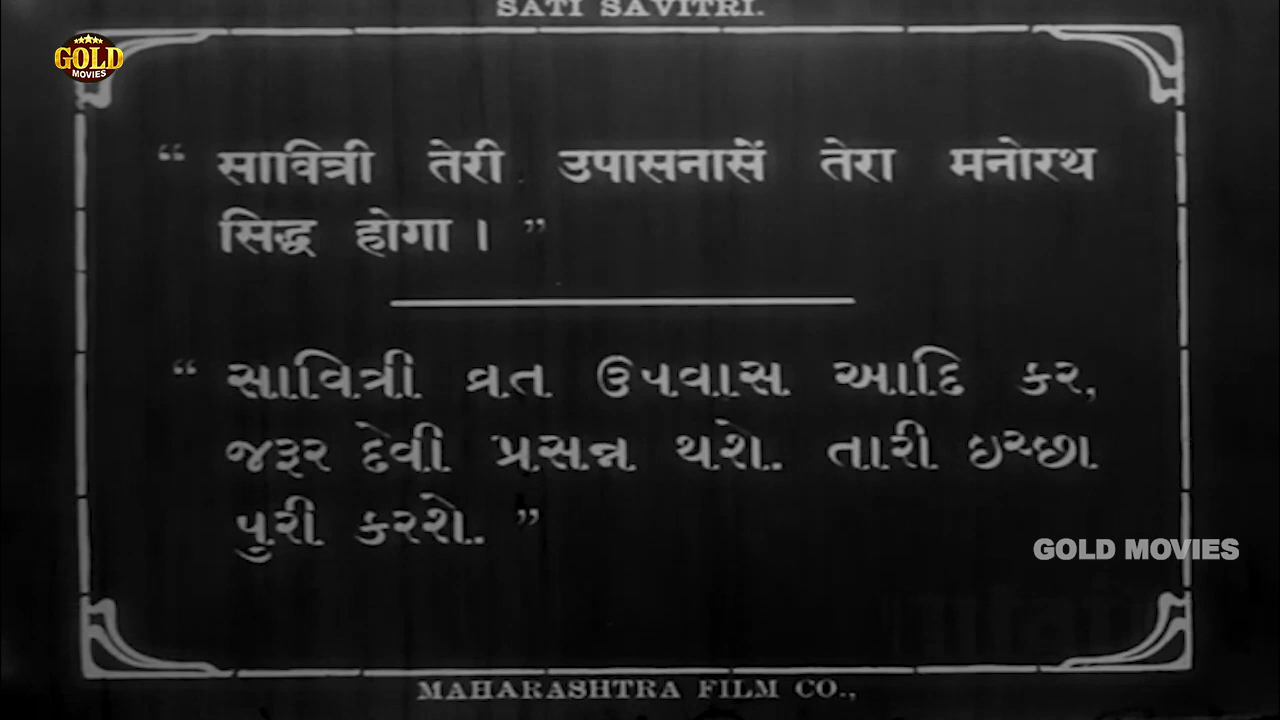 SATI SAVITRI.
GOLD
MOVIES
“ सावित्री तेरी उपासनासें तेरा मनोरथ
सिद्ध होगा । ”
“ સાવિત્રી વ્રત ઉપવાસ આદિ કર,
જરૂર દેવી પ્રસન્ન થશે. તારી ઇચ્છા
પુરી કરશે. ”
GOLD MOVIES
MAHARASHTRA FILM CO.,